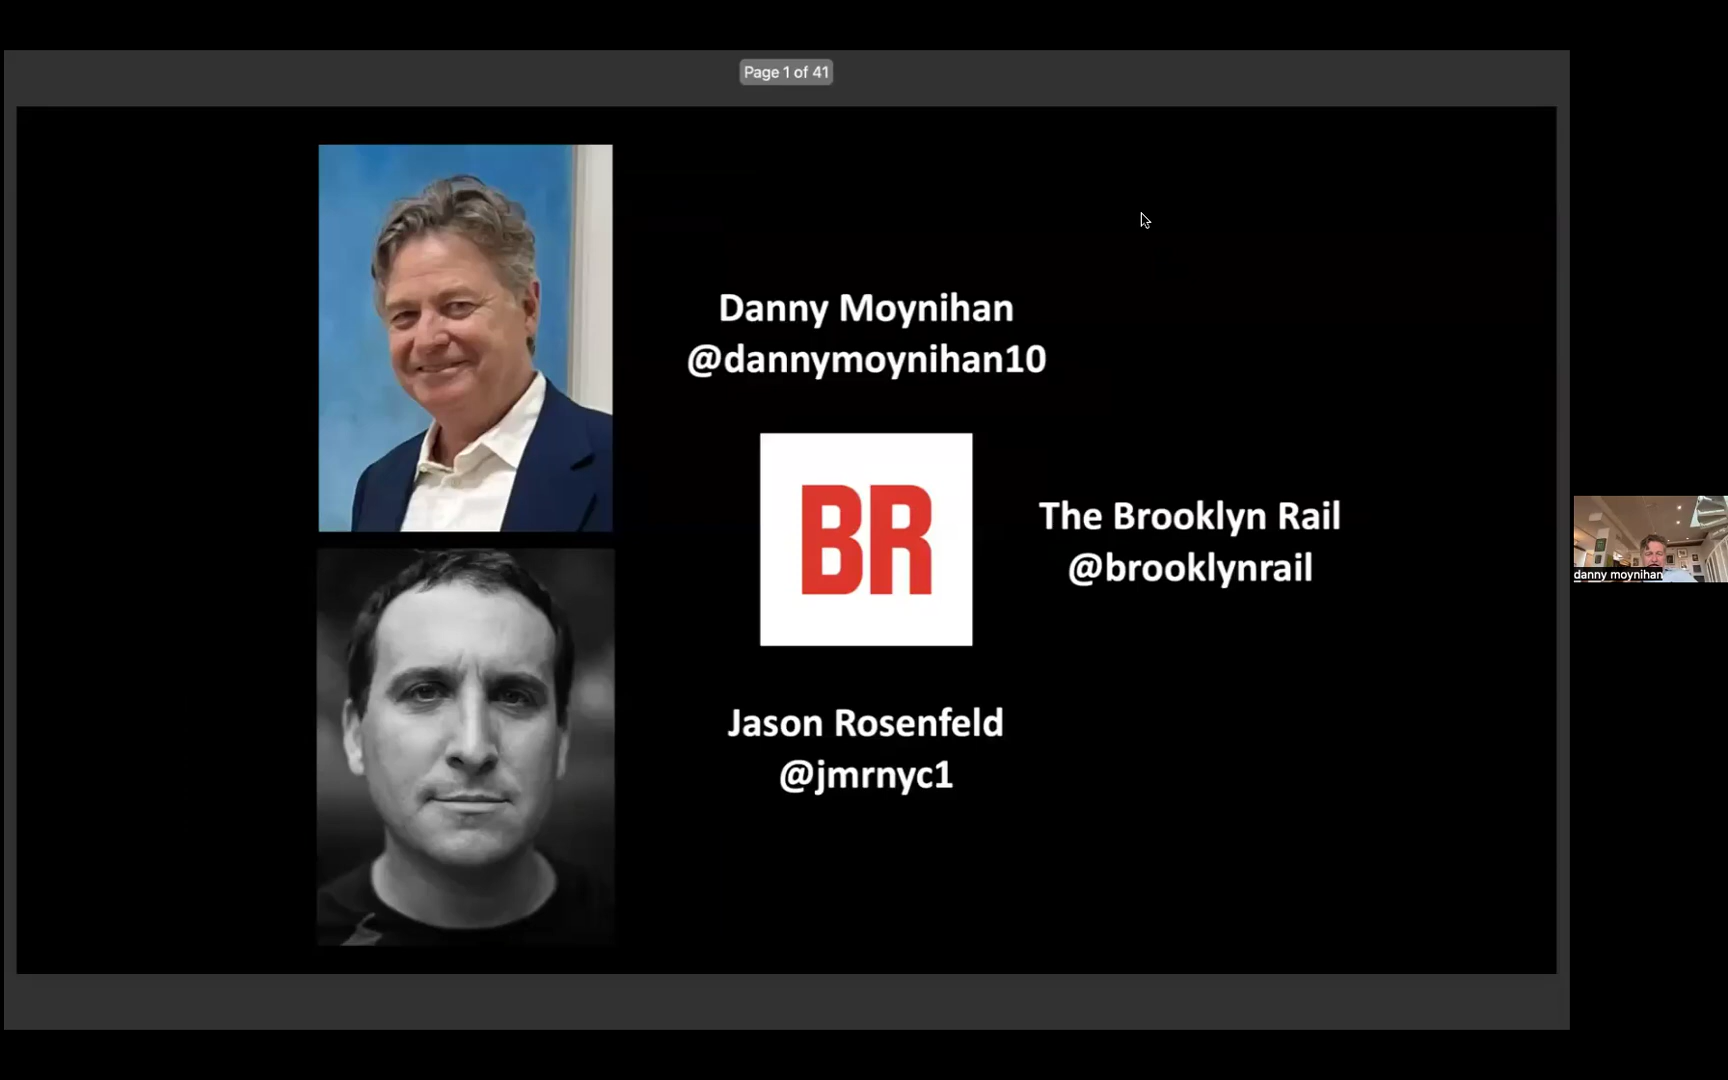 Page 1 of 41
Danny Moynihan
@dannymoynihan10
BR
The Brooklyn Rail
@brooklynrail
Jason Rosenfeld
@jmrnyc1
danny moynihan